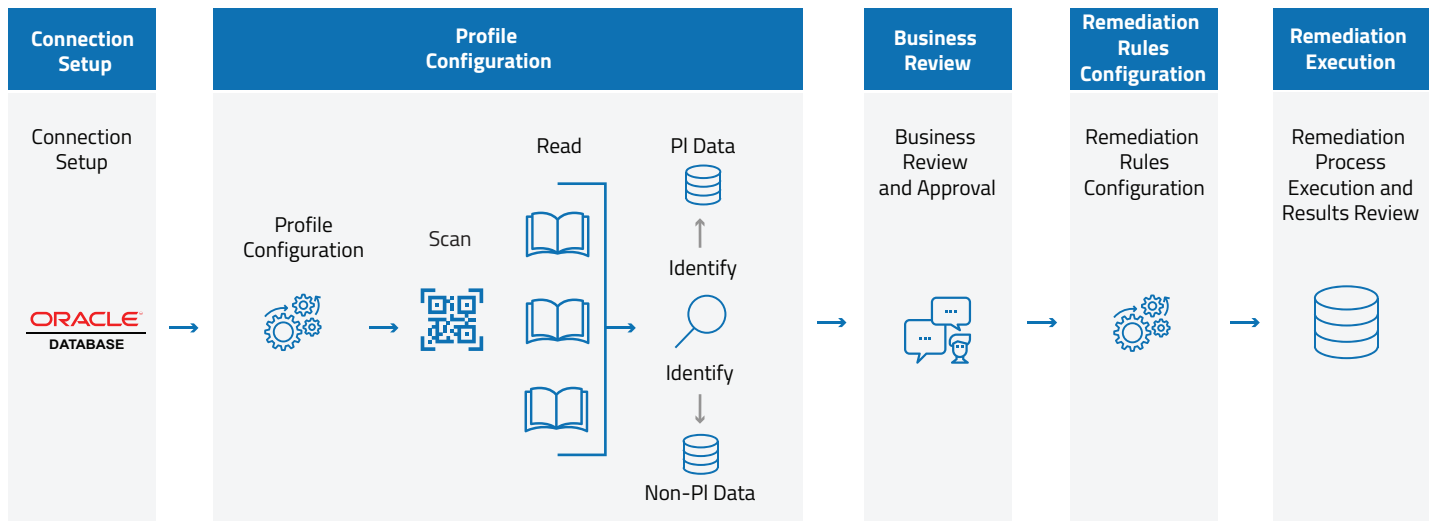 Connection
Setup
Profile
Configuration
Business
Review
Remediation
Rules
Configuration
Remediation
Execution
Connection
Setup
ORACLE
DATABASE
Profile
Configuration
Scan
Read
PI Data
Identify
Identify
Non-PI Data
Business
Review
and Approval
Remediation
Rules
Configuration
Remediation
Process
Execution and
Results Review